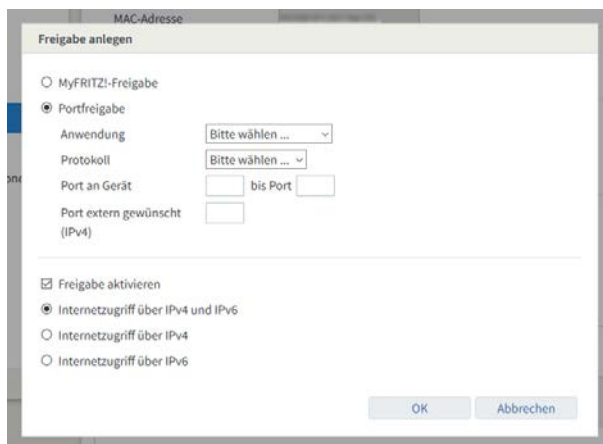 MAC-Adresse
Freigabe anlegen
MyFRITZ!-Freigabe
Portfreigabe
Anwendung Bitte wählen ...
Protokoll Bitte wählen ...
Port an Gerät bis Port
Port extern gewünscht
(IPv4)
Freigabe aktivieren
Internetzugriff über IPv4 und IPv6
Internetzugriff über IPv4
Internetzugriff über IPv6
OK Abbrechen